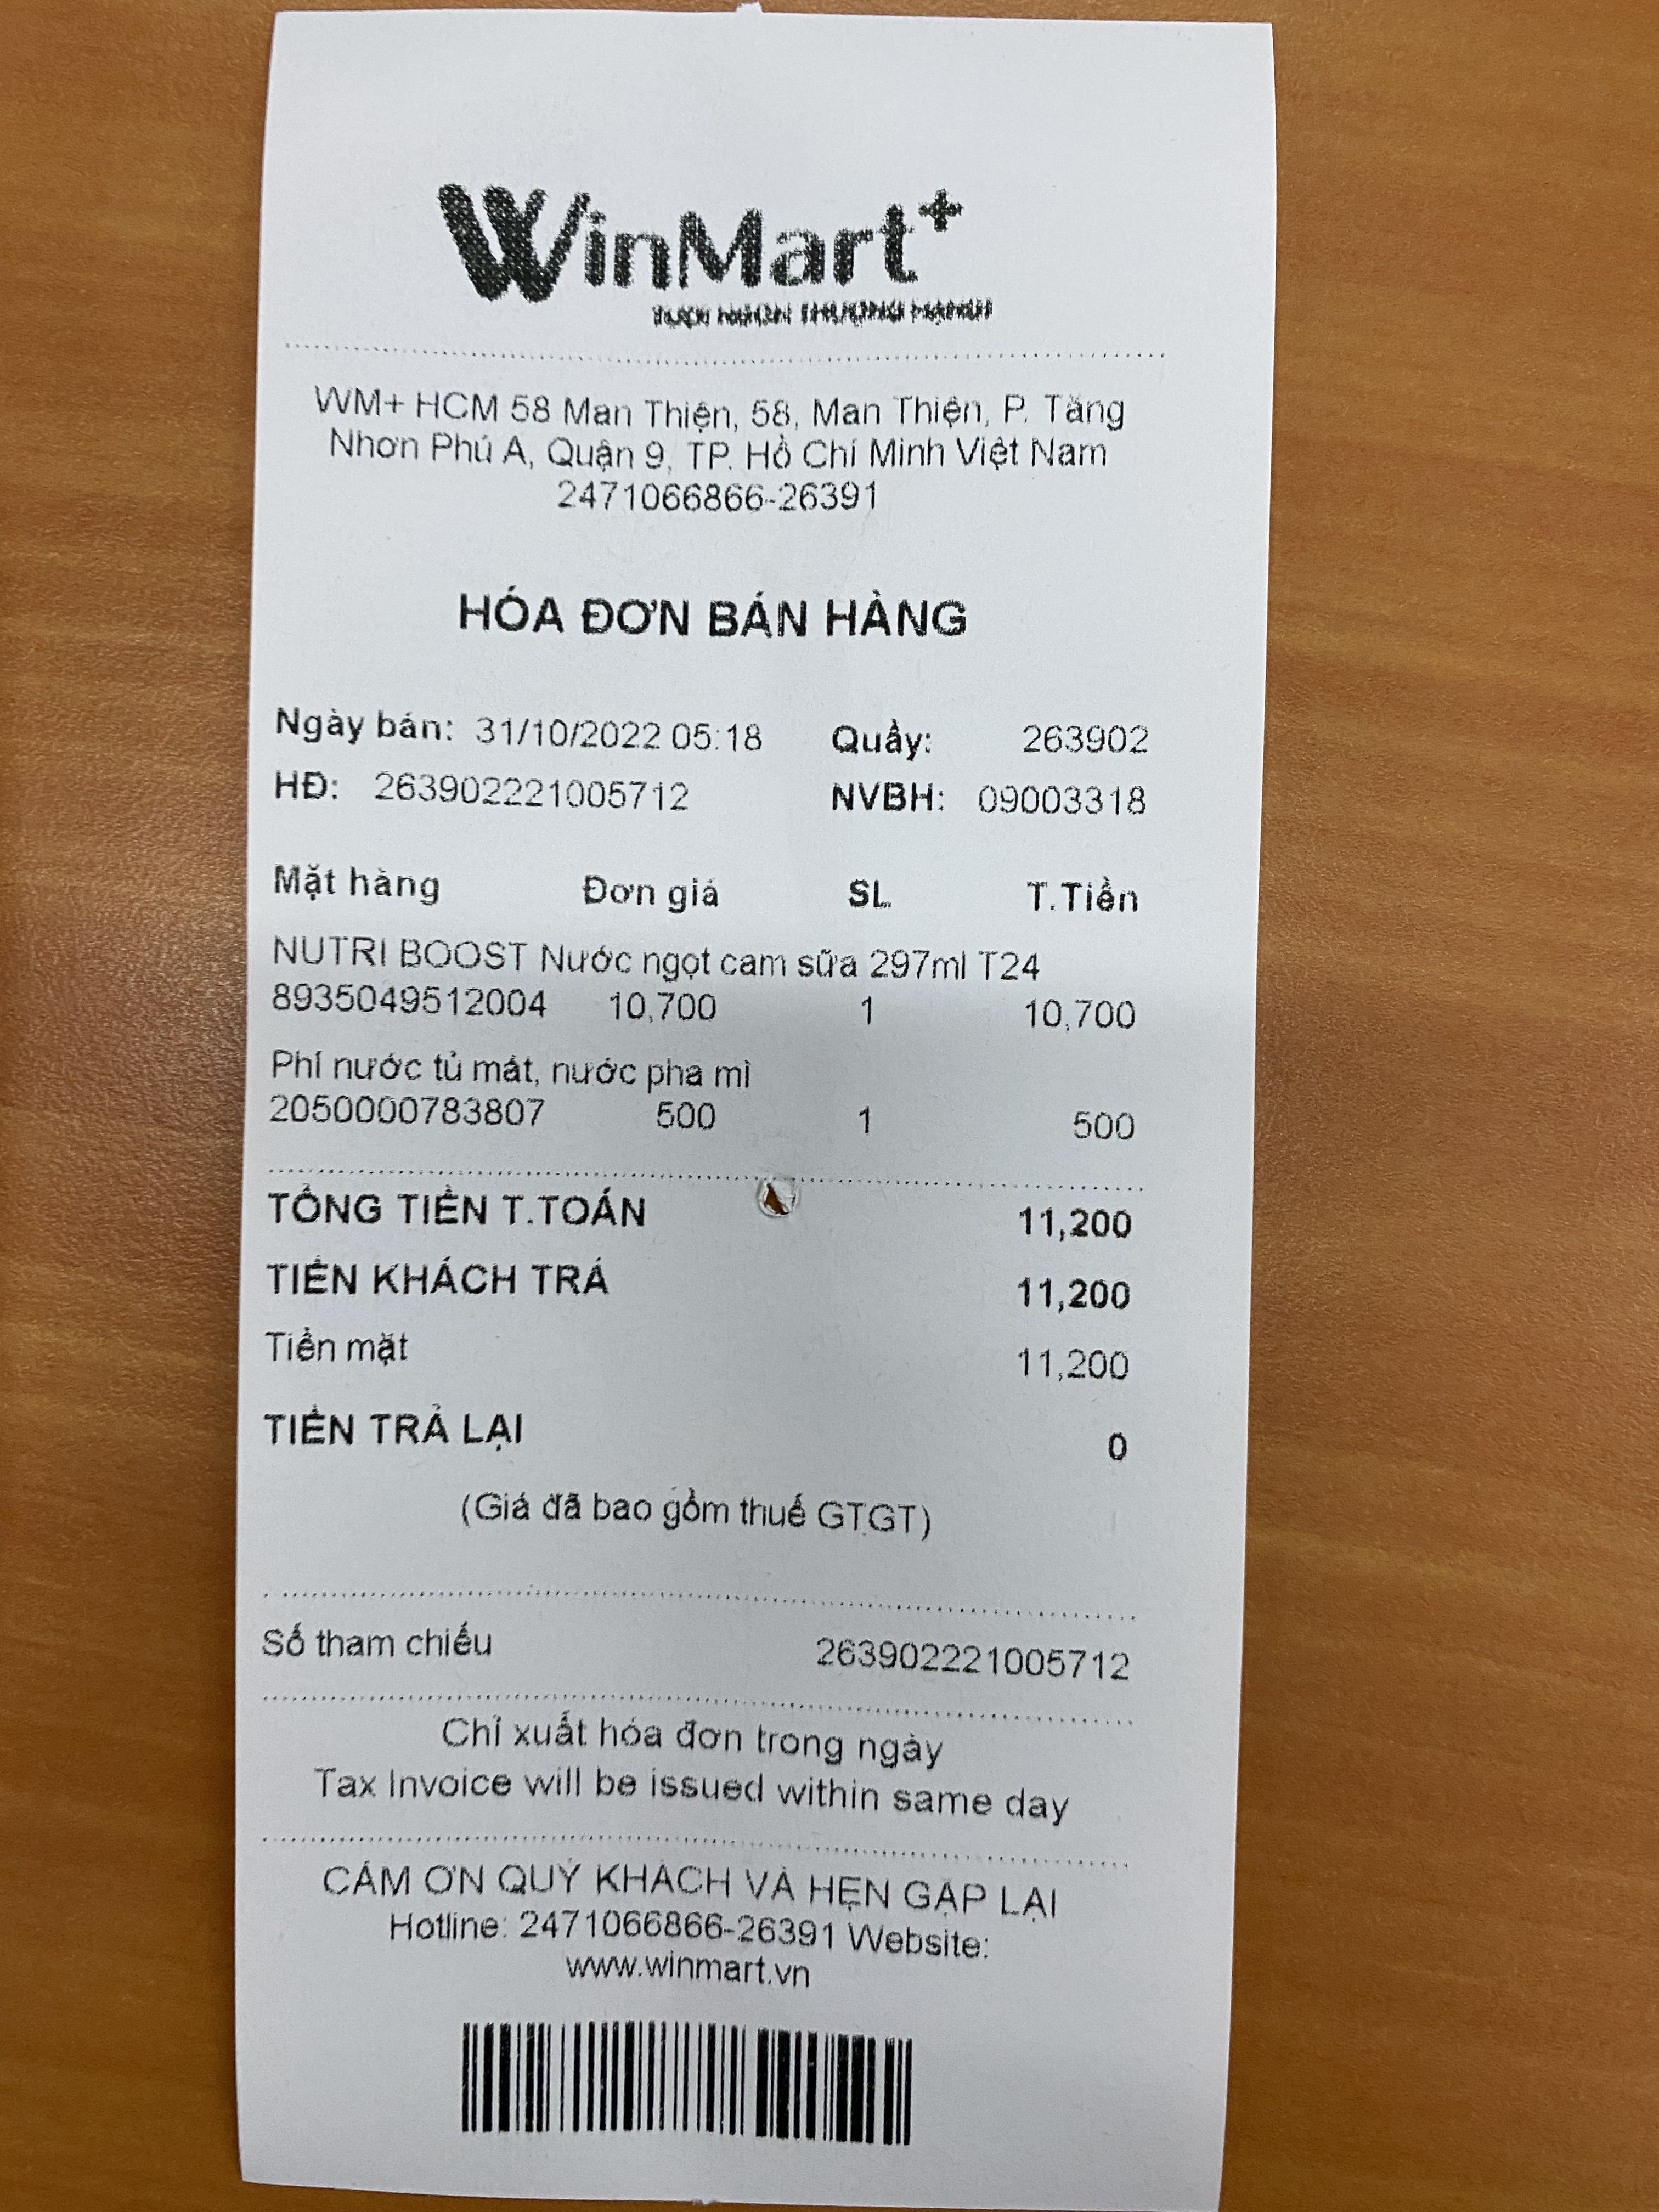 WinMart+
WM+ HCM 58 Man Thiện, 58, Man Thiện, P. Tăng
Nhơn Phú A, Quận 9, TP. Hồ Chí Minh Việt Nam
2471066866-26391
HÓA ĐƠN BÁN HÀNG
Ngày bán: 31/10/2022 05:18 Quầy: 263902
HĐ: 263902221005712 NVBH: 09003318
Mặt hàng Đơn giá SL T.Tiền
NUTRI BOOST Nước ngọt cam sữa 297ml T24
8935049512004 10,700 1 10,700
Phí nước tủ mát, nước pha mì
2050000783807 500 1 500
TỔNG TIỀN T.TOÁN 11,200
TIỀN KHÁCH TRẢ 11,200
Tiền mặt 11,200
TIỀN TRẢ LẠI 0
(Giá đã bao gồm thuế GTGT)
Số tham chiếu 263902221005712
Chỉ xuất hóa đơn trong ngày
Tax Invoice will be issued within same day
CẢM ƠN QUÝ KHÁCH VÀ HẸN GẶP LẠI
Hotline: 2471066866-26391 Website:
www.winmart.vn